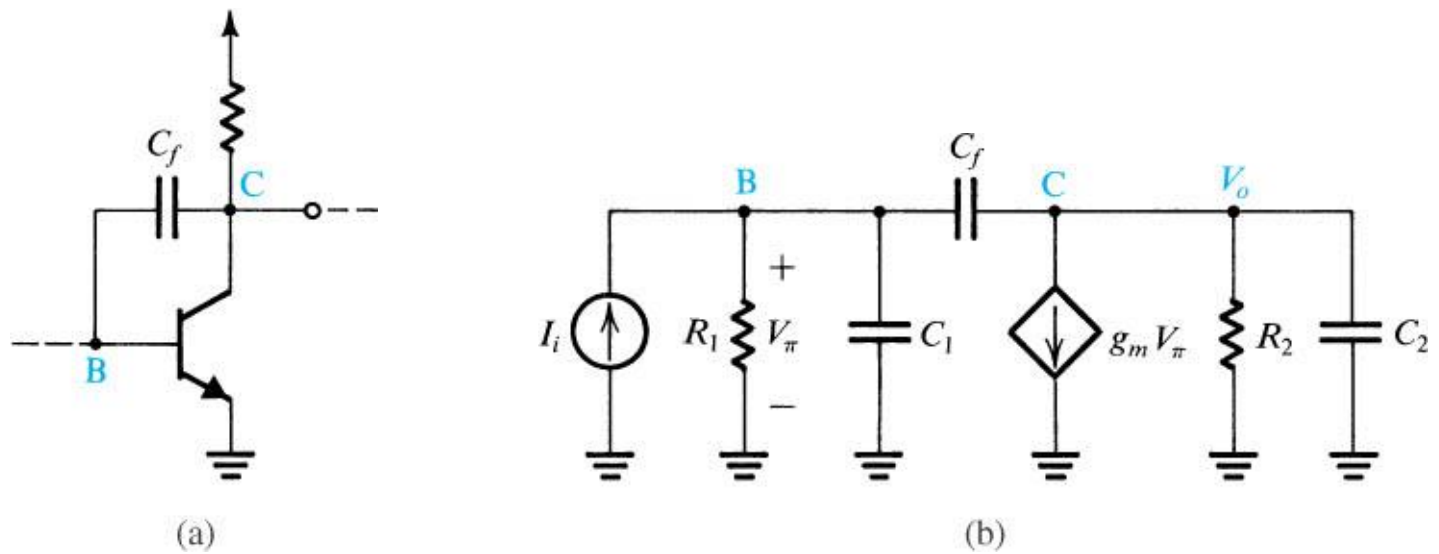 C_f
C
B
(a)
C_f
B
C
V_o
+
I_i
R_1
V_π
C_1
g_m V_π
R_2
C_2
−
(b)